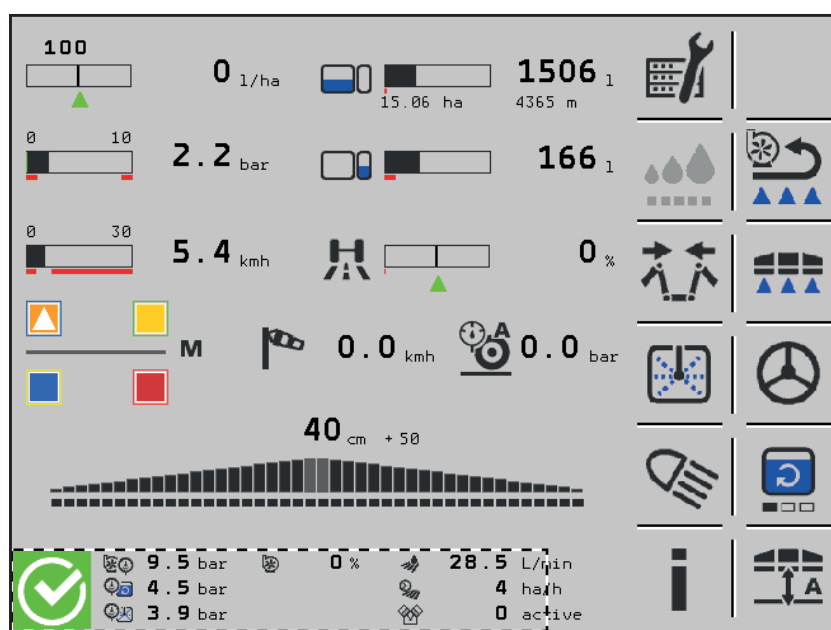 100
0 l/ha
1506 l
15.06 ha 4365 m
0 10
2.2 bar
166 l
0 30
5.4 kmh
0 %
M
0.0 kmh
A
0.0 bar
40 cm + 50
9.5 bar 0 % 28.5 L/min
4.5 bar 4 ha/h
3.9 bar 0 active
i
A